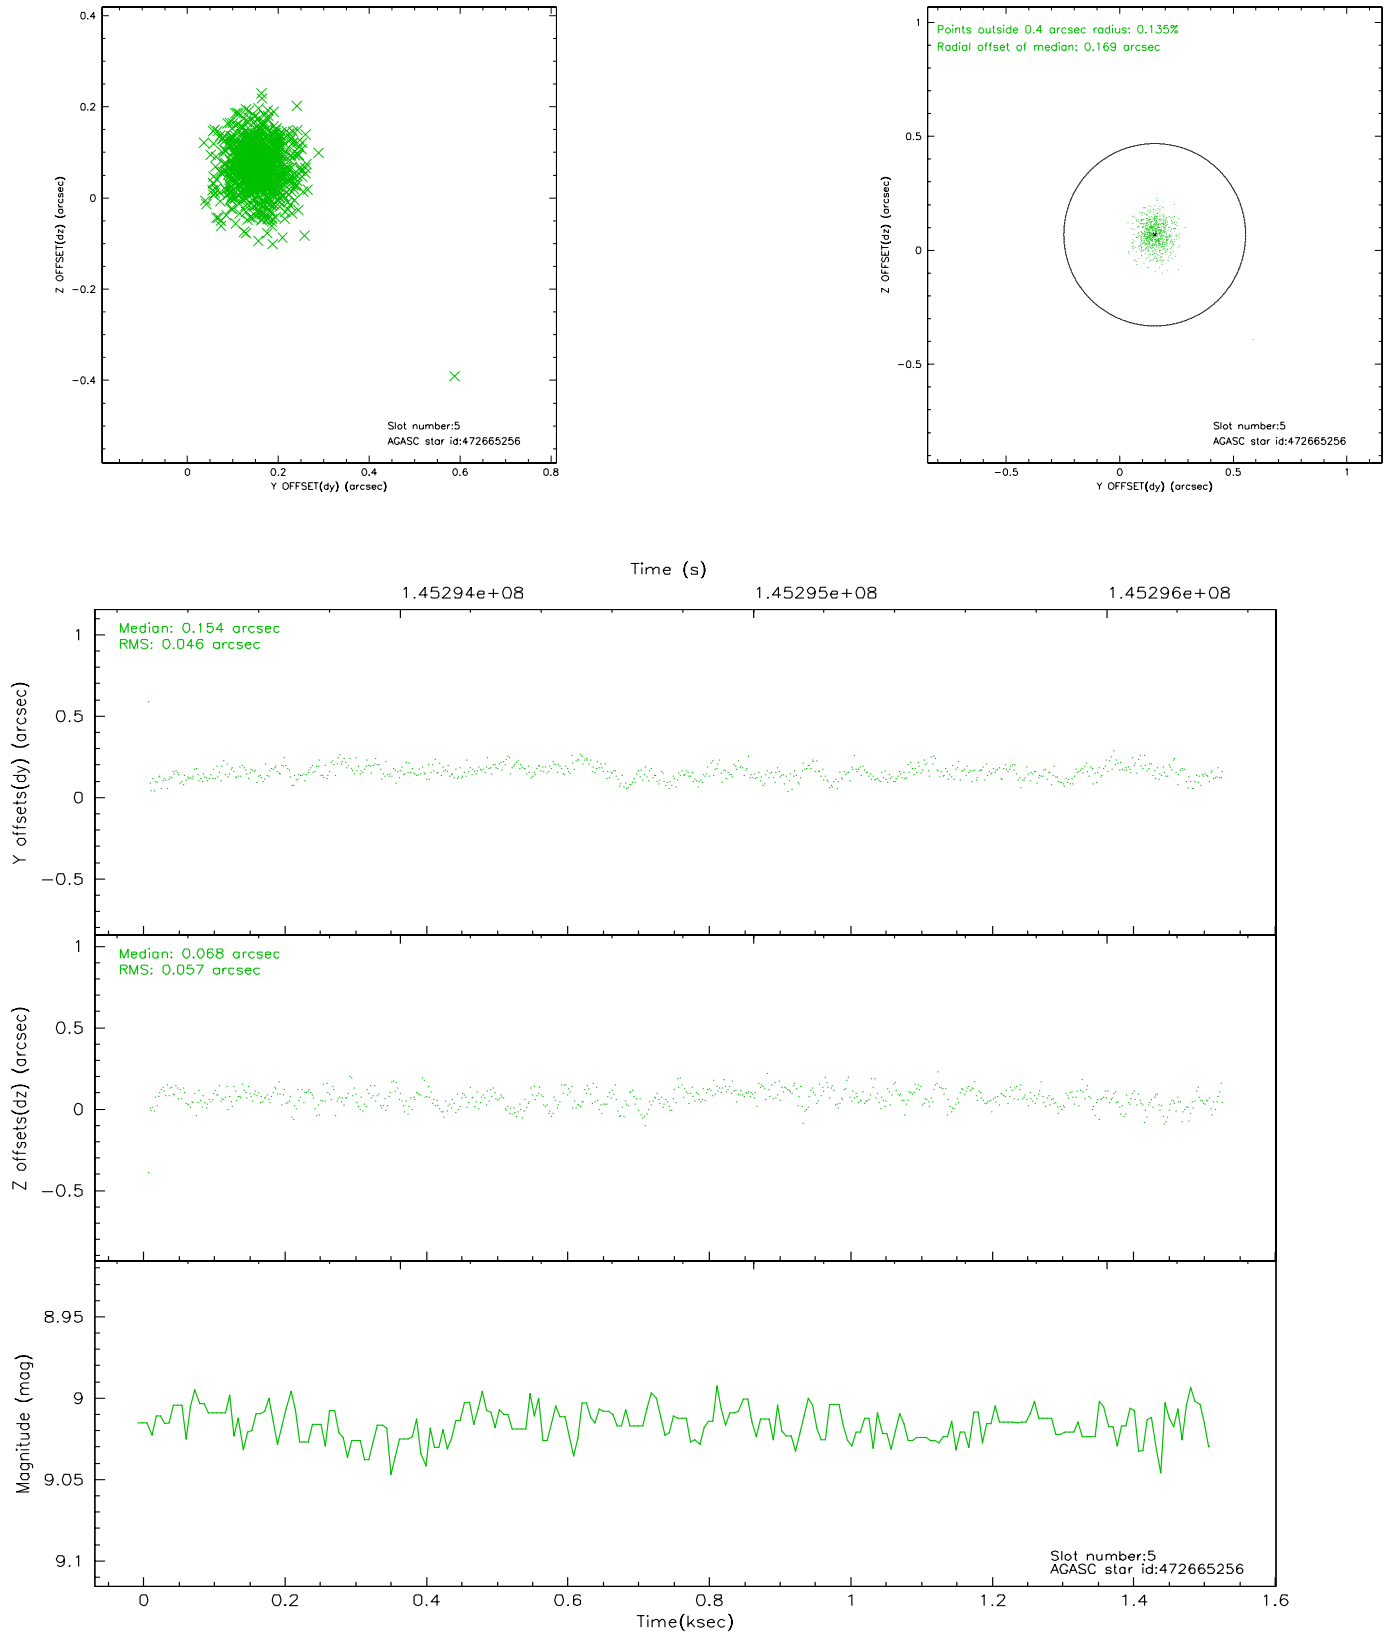 0.4
0.2
0
−0.2
−0.4
Z OFFSET(dz) (arcsec)
Slot number:5
AGASC star id:472665256
0
0.2
0.4
0.6
0.8
Y OFFSET(dy) (arcsec)
Points outside 0.4 arcsec radius: 0.135%
Radial offset of median: 0.169 arcsec
1
0.5
0
−0.5
Z OFFSET(dz) (arcsec)
Slot number:5
AGASC star id:472665256
−0.5
0
0.5
1
Y OFFSET(dy) (arcsec)
Time (s)
1.45294e+08
1.45295e+08
1.45296e+08
Median: 0.154 arcsec
RMS: 0.046 arcsec
1
0.5
0
−0.5
Y offsets(dy) (arcsec)
Median: 0.068 arcsec
RMS: 0.057 arcsec
1
0.5
0
−0.5
Z offsets(dz) (arcsec)
8.95
9
9.05
9.1
Magnitude (mag)
Slot number:5
AGASC star id:472665256
0
0.2
0.4
0.6
0.8
1
1.2
1.4
1.6
Time(ksec)